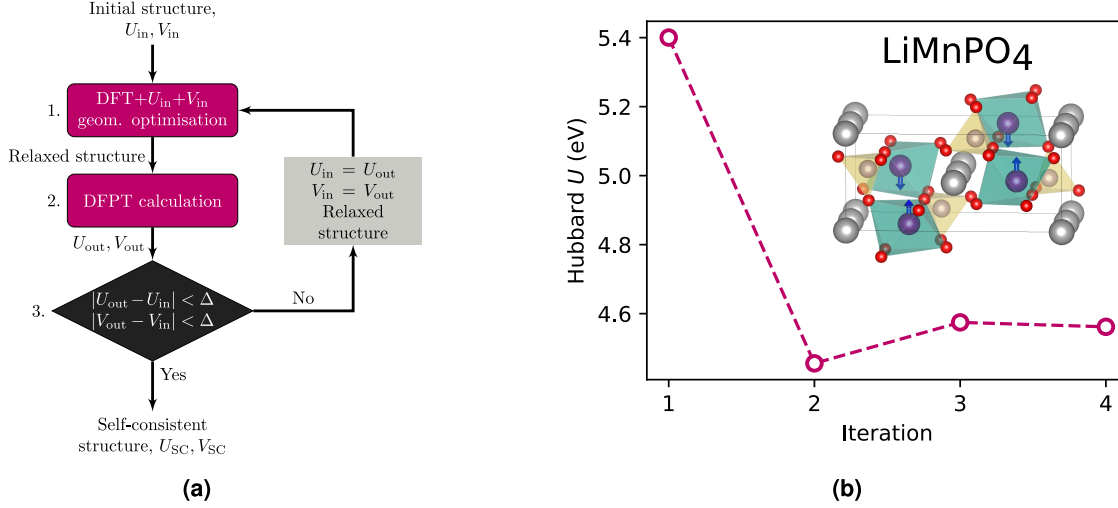 Initial structure,
U_in, V_in
1.
DFT+U_in+V_in
geom. optimisation
Relaxed structure
2.
DFPT calculation
U_out, V_out
3.
|U_out − U_in| < Δ
|V_out − V_in| < Δ
No
U_in = U_out
V_in = V_out
Relaxed
structure
Yes
Self-consistent
structure, U_SC, V_SC
(a)
LiMnPO4
Hubbard U (eV)
5.4
5.2
5.0
4.8
4.6
1 2 3 4
Iteration
(b)